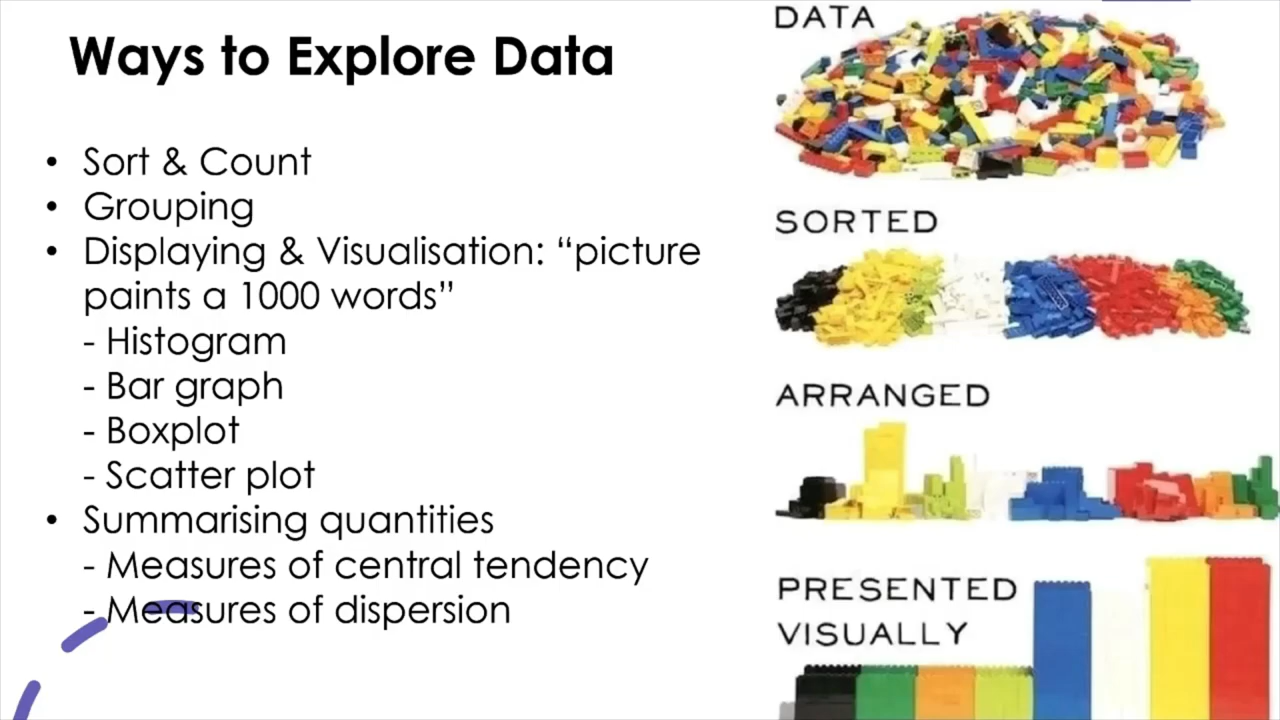 Ways to Explore Data
• Sort & Count
• Grouping
• Displaying & Visualisation: “picture
paints a 1000 words”
- Histogram
- Bar graph
- Boxplot
- Scatter plot
• Summarising quantities
- Measures of central tendency
- Measures of dispersion
DATA
SORTED
ARRANGED
PRESENTED
VISUALLY